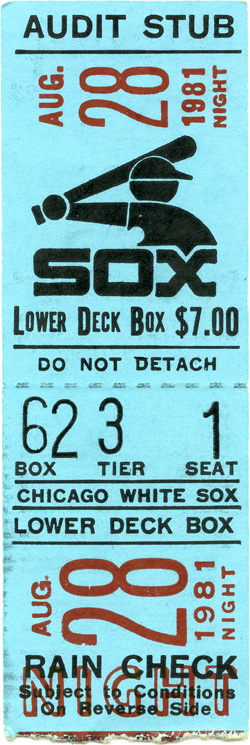 AUDIT STUB
AUG. 28 1981 NIGHT
SOX
LOWER DECK BOX $7.00
DO NOT DETACH
62 3 1
BOX TIER SEAT
CHICAGO WHITE SOX
LOWER DECK BOX
AUG. 28 1981 NIGHT
NIGHT
RAIN CHECK
Subject to Conditions
On Reverse Side